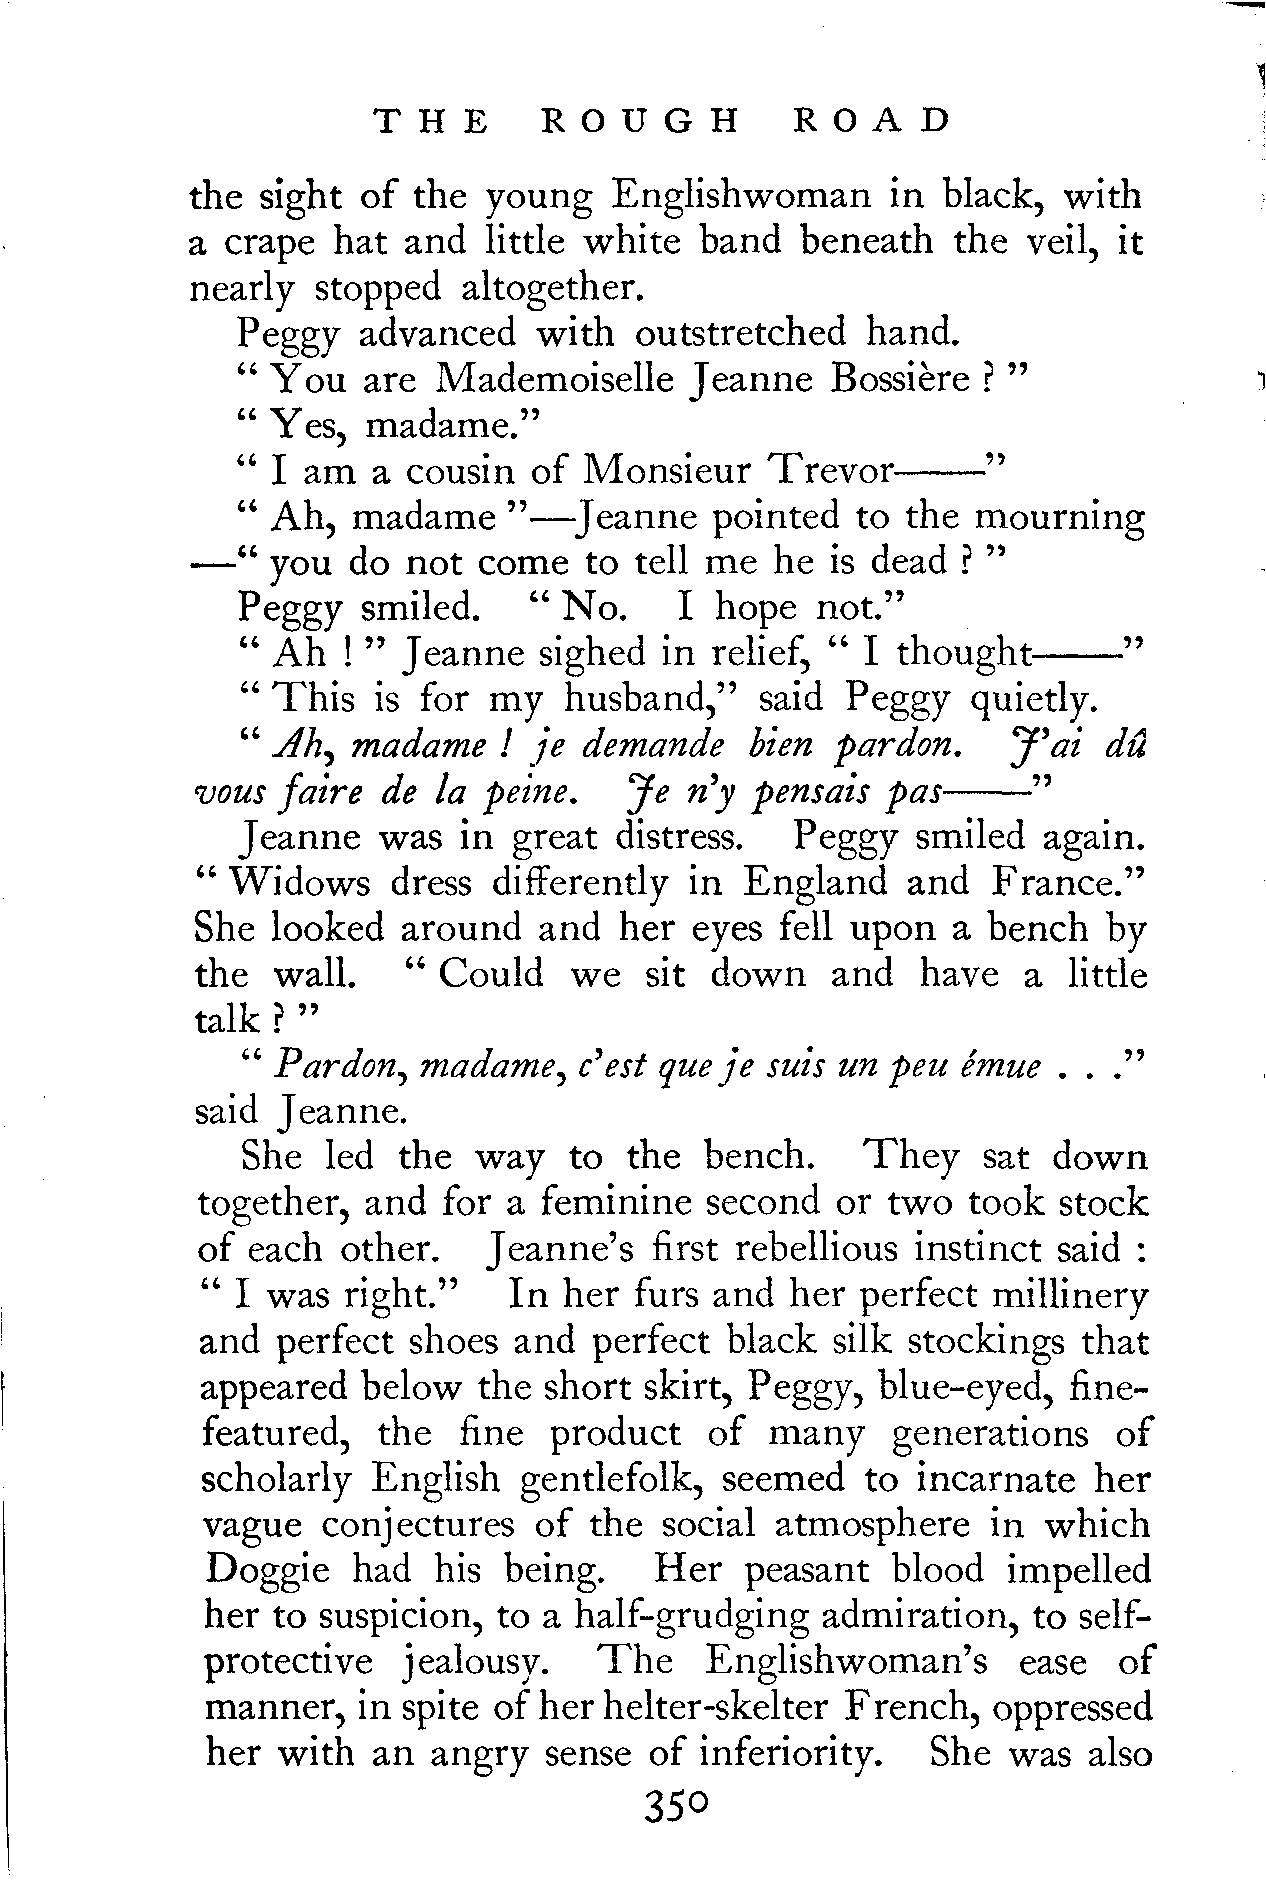 THE ROUGH ROAD
the sight of the young Englishwoman in black, with
a crape hat and little white band beneath the veil, it
nearly stopped altogether.
Peggy advanced with outstretched hand.
“ You are Mademoiselle Jeanne Bossière ? ”
“ Yes, madame.”
“ I am a cousin of Monsieur Trevor——”
“ Ah, madame ”—Jeanne pointed to the mourning
—“ you do not come to tell me he is dead ? ”
Peggy smiled. “ No. I hope not.”
“ Ah ! ” Jeanne sighed in relief, “ I thought——”
“ This is for my husband,” said Peggy quietly.
“ Ah, madame ! je demande bien pardon. J’ai dû
vous faire de la peine. Je n’y pensais pas——”
Jeanne was in great distress. Peggy smiled again.
“ Widows dress differently in England and France.”
She looked around and her eyes fell upon a bench by
the wall. “ Could we sit down and have a little
talk ? ”
“ Pardon, madame, c’est que je suis un peu émue . . .”
said Jeanne.
She led the way to the bench. They sat down
together, and for a feminine second or two took stock
of each other. Jeanne’s first rebellious instinct said :
“ I was right.” In her furs and her perfect millinery
and perfect shoes and perfect black silk stockings that
appeared below the short skirt, Peggy, blue-eyed, fine-
featured, the fine product of many generations of
scholarly English gentlefolk, seemed to incarnate her
vague conjectures of the social atmosphere in which
Doggie had his being. Her peasant blood impelled
her to suspicion, to a half-grudging admiration, to self-
protective jealousy. The Englishwoman’s ease of
manner, in spite of her helter-skelter French, oppressed
her with an angry sense of inferiority. She was also
350